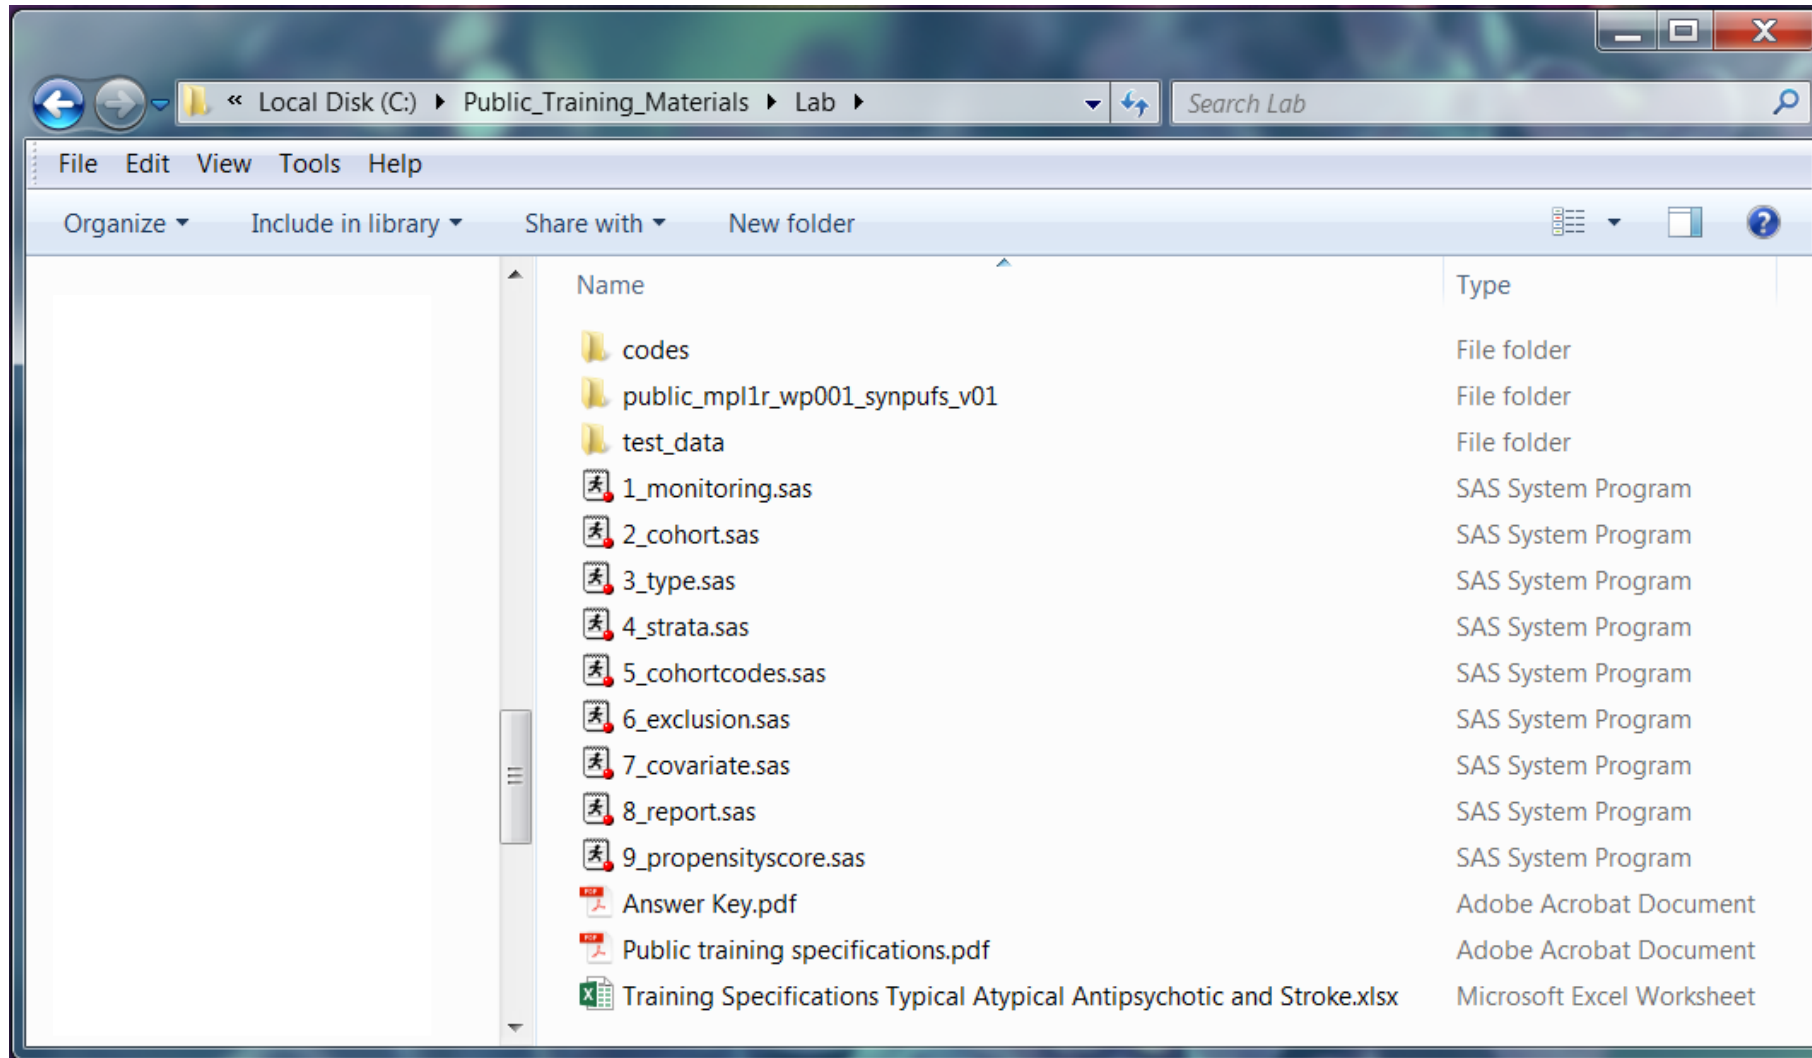 « Local Disk (C:) ▸ Public_Training_Materials ▸ Lab ▸ Search Lab
File Edit View Tools Help
Organize Include in library Share with New folder
Name Type
codes File folder
public_mpl1r_wp001_synpufs_v01 File folder
test_data File folder
1_monitoring.sas SAS System Program
2_cohort.sas SAS System Program
3_type.sas SAS System Program
4_strata.sas SAS System Program
5_cohortcodes.sas SAS System Program
6_exclusion.sas SAS System Program
7_covariate.sas SAS System Program
8_report.sas SAS System Program
9_propensityscore.sas SAS System Program
Answer Key.pdf Adobe Acrobat Document
Public training specifications.pdf Adobe Acrobat Document
Training Specifications Typical Atypical Antipsychotic and Stroke.xlsx Microsoft Excel Worksheet